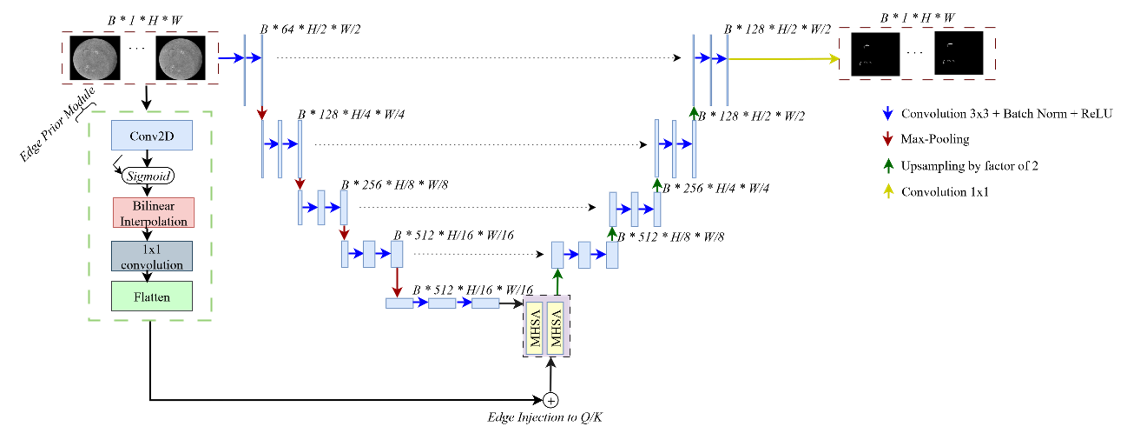 B * 1 * H * W
B * 64 * H/2 * W/2
B * 128 * H/2 * W/2
B * 1 * H * W
. . .
. . .
Edge Prior Module
B * 128 * H/4 * W/4
B * 128 * H/2 * W/2
Convolution 3x3 + Batch Norm + ReLU
Max-Pooling
Upsampling by factor of 2
Convolution 1x1
Conv2D
Sigmoid
Bilinear
Interpolation
1x1
convolution
Flatten
B * 256 * H/8 * W/8
B * 256 * H/4 * W/4
B * 512 * H/16 * W/16
B * 512 * H/8 * W/8
B * 512 * H/16 * W/16
MHSA
MHSA
+
Edge Injection to Q/K